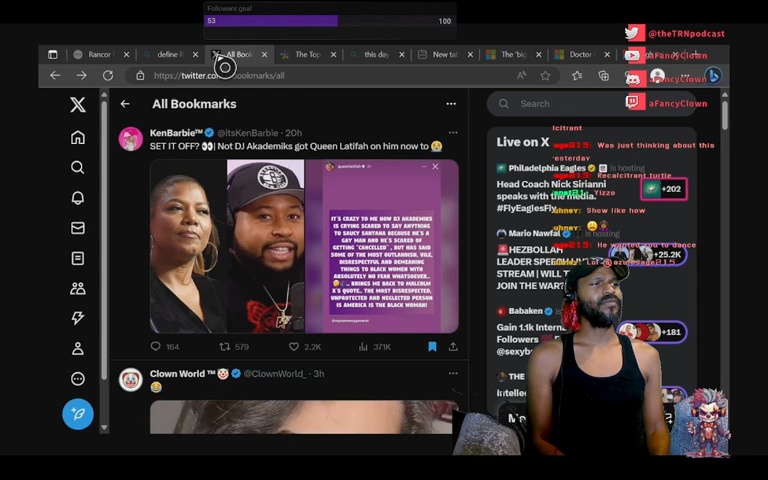 Followers goal
53
100
@theTRNpodcast
aFancyClown
aFancyClown
aFancyClown
Rancor
define
All Book
The Top
this day
New tab
The 'big
Doctor
https://twitter.com
bookmarks/all
All Bookmarks
Search
KenBarbie™ @itsKenBarbie · 20h
SET IT OFF? 👀| Not DJ Akademiks got Queen Latifah on him now to 😭
IT'S CRAZY TO ME HOW DJ AKADEMIKS
IS CRYING SCARED TO SAY ANYTHING
TO SAUCY SANTANA BECAUSE HE'S A
GAY MAN AND HE'S SCARED OF
GETTING "CANCELLED", BUT HAS SAID
SOME OF THE MOST OUTLANDISH, VILE,
DISRESPECTFUL AND DEMEANING
THINGS TO BLACK WOMEN WITH
ABSOLUTELY NO FEAR WHATSOEVER..
BRINGS ME BACK TO MALCOLM
X'S QUOTE.. THE MOST DISRESPECTED,
UNPROTECTED AND NEGLECTED PERSON
IS AMERICA IS THE BLACK WOMAN!
164
579
2.2K
371K
Clown World ™ 🤡 @ClownWorld_ · 3h
😂
Live on X
Philadelphia Eagles
is hosting
Head Coach Nick Sirianni
speaks with the media.
#FlyEaglesFly
+202
Mario Nawfal
is hosting
HEZBOLLAH
LEADER SPEECH
STREAM | WILL
JOIN THE WAR
+25.2K
Babaken
Gain 1.1k Intern
Followers
@sexyb
+181
THE
Intellec
lcitrant
Was just thinking about this
yesterday
Recalcitrant turtle
Yizzo
Show like how
He wanted to dance
Lol @